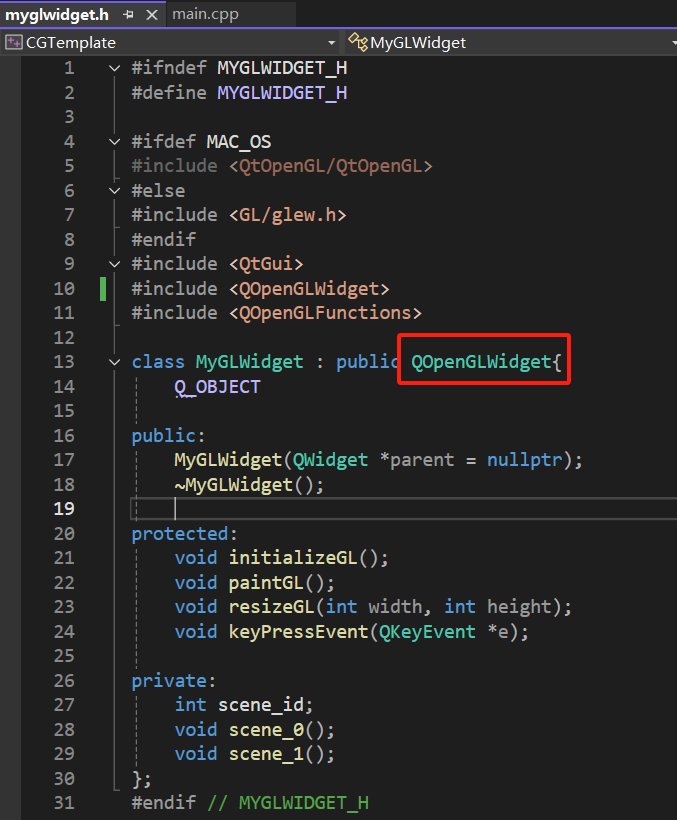 myglwidget.h main.cpp
CGTemplate MyGLWidget
1 #ifndef MYGLWIDGET_H
2 #define MYGLWIDGET_H
3
4 #ifdef MAC_OS
5 #include <QtOpenGL/QtOpenGL>
6 #else
7 #include <GL/glew.h>
8 #endif
9 #include <QtGui>
10 #include <QOpenGLWidget>
11 #include <QOpenGLFunctions>
12
13 class MyGLWidget : public QOpenGLWidget{
14     Q_OBJECT
15
16 public:
17     MyGLWidget(QWidget *parent = nullptr);
18     ~MyGLWidget();
19
20 protected:
21     void initializeGL();
22     void paintGL();
23     void resizeGL(int width, int height);
24     void keyPressEvent(QKeyEvent *e);
25
26 private:
27     int scene_id;
28     void scene_0();
29     void scene_1();
30 };
31 #endif // MYGLWIDGET_H